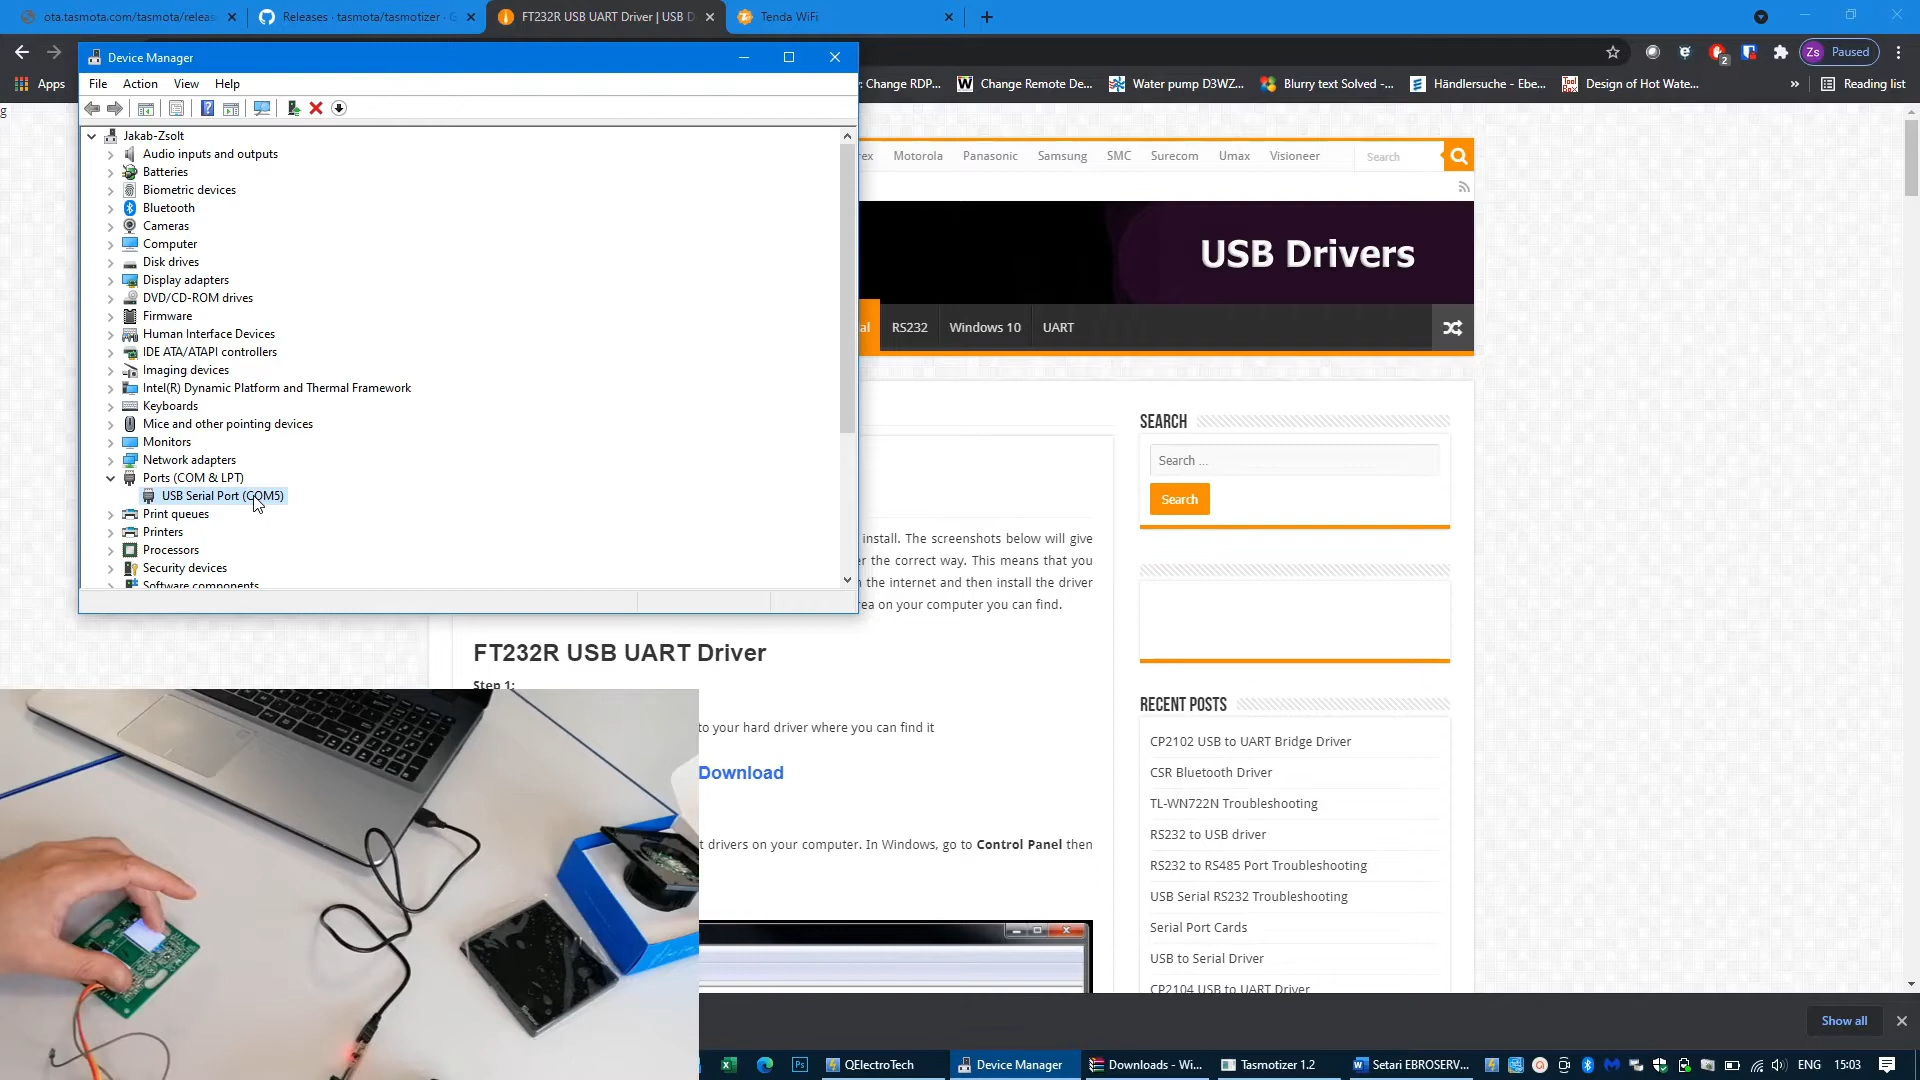 ota.tasmota.com/tasmota/releas
Releases · tasmota/tasmotizer · G
FT232R USB UART Driver | USB D
Tenda WiFi
Zs Paused
Apps
: Change RDP...
Change Remote De...
Water pump D3WZ...
Blurry text Solved -...
Händlersuche - Ebe...
Design of Hot Wate...
Reading list
Device Manager
File Action View Help
Jakab-Zsolt
Audio inputs and outputs
Batteries
Biometric devices
Bluetooth
Cameras
Computer
Disk drives
Display adapters
DVD/CD-ROM drives
Firmware
Human Interface Devices
IDE ATA/ATAPI controllers
Imaging devices
Intel(R) Dynamic Platform and Thermal Framework
Keyboards
Mice and other pointing devices
Monitors
Network adapters
Ports (COM & LPT)
USB Serial Port (COM5)
Print queues
Printers
Processors
Security devices
Software components
g
ex Motorola Panasonic Samsung SMC Surecom Umax Visioneer Search
USB Drivers
al RS232 Windows 10 UART
SEARCH
Search ...
Search
install. The screenshots below will give
r the correct way. This means that you
n the internet and then install the driver
rea on your computer you can find.
FT232R USB UART Driver
Step 1:
to your hard driver where you can find it
Download
t drivers on your computer. In Windows, go to Control Panel then
RECENT POSTS
CP2102 USB to UART Bridge Driver
CSR Bluetooth Driver
TL-WN722N Troubleshooting
RS232 to USB driver
RS232 to RS485 Port Troubleshooting
USB Serial RS232 Troubleshooting
Serial Port Cards
USB to Serial Driver
CP2104 USB to UART Driver
Show all
QElectroTech
Device Manager
Downloads - Wi...
Tasmotizer 1.2
Setari EBROSERV...
ENG 15:03